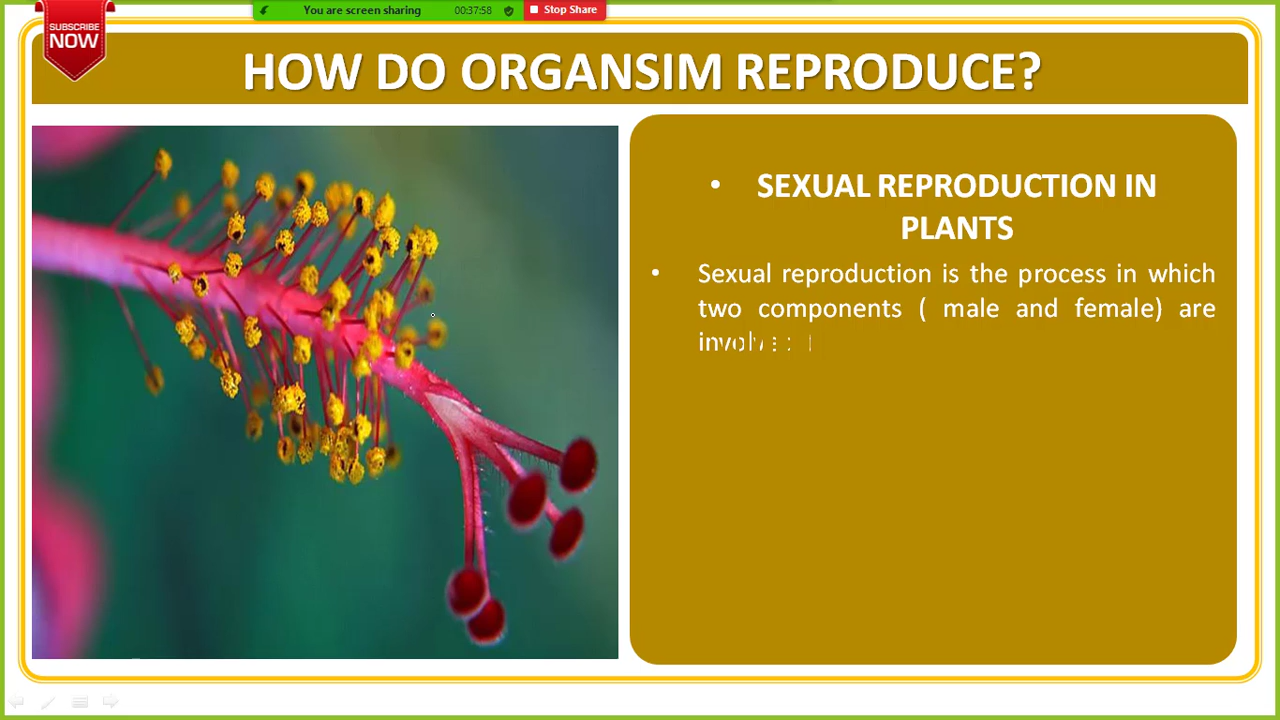 You are screen sharing 00:37:58 Stop Share
SUBSCRIBE
NOW
HOW DO ORGANSIM REPRODUCE?
• SEXUAL REPRODUCTION IN
PLANTS
• Sexual reproduction is the process in which
two components ( male and female) are